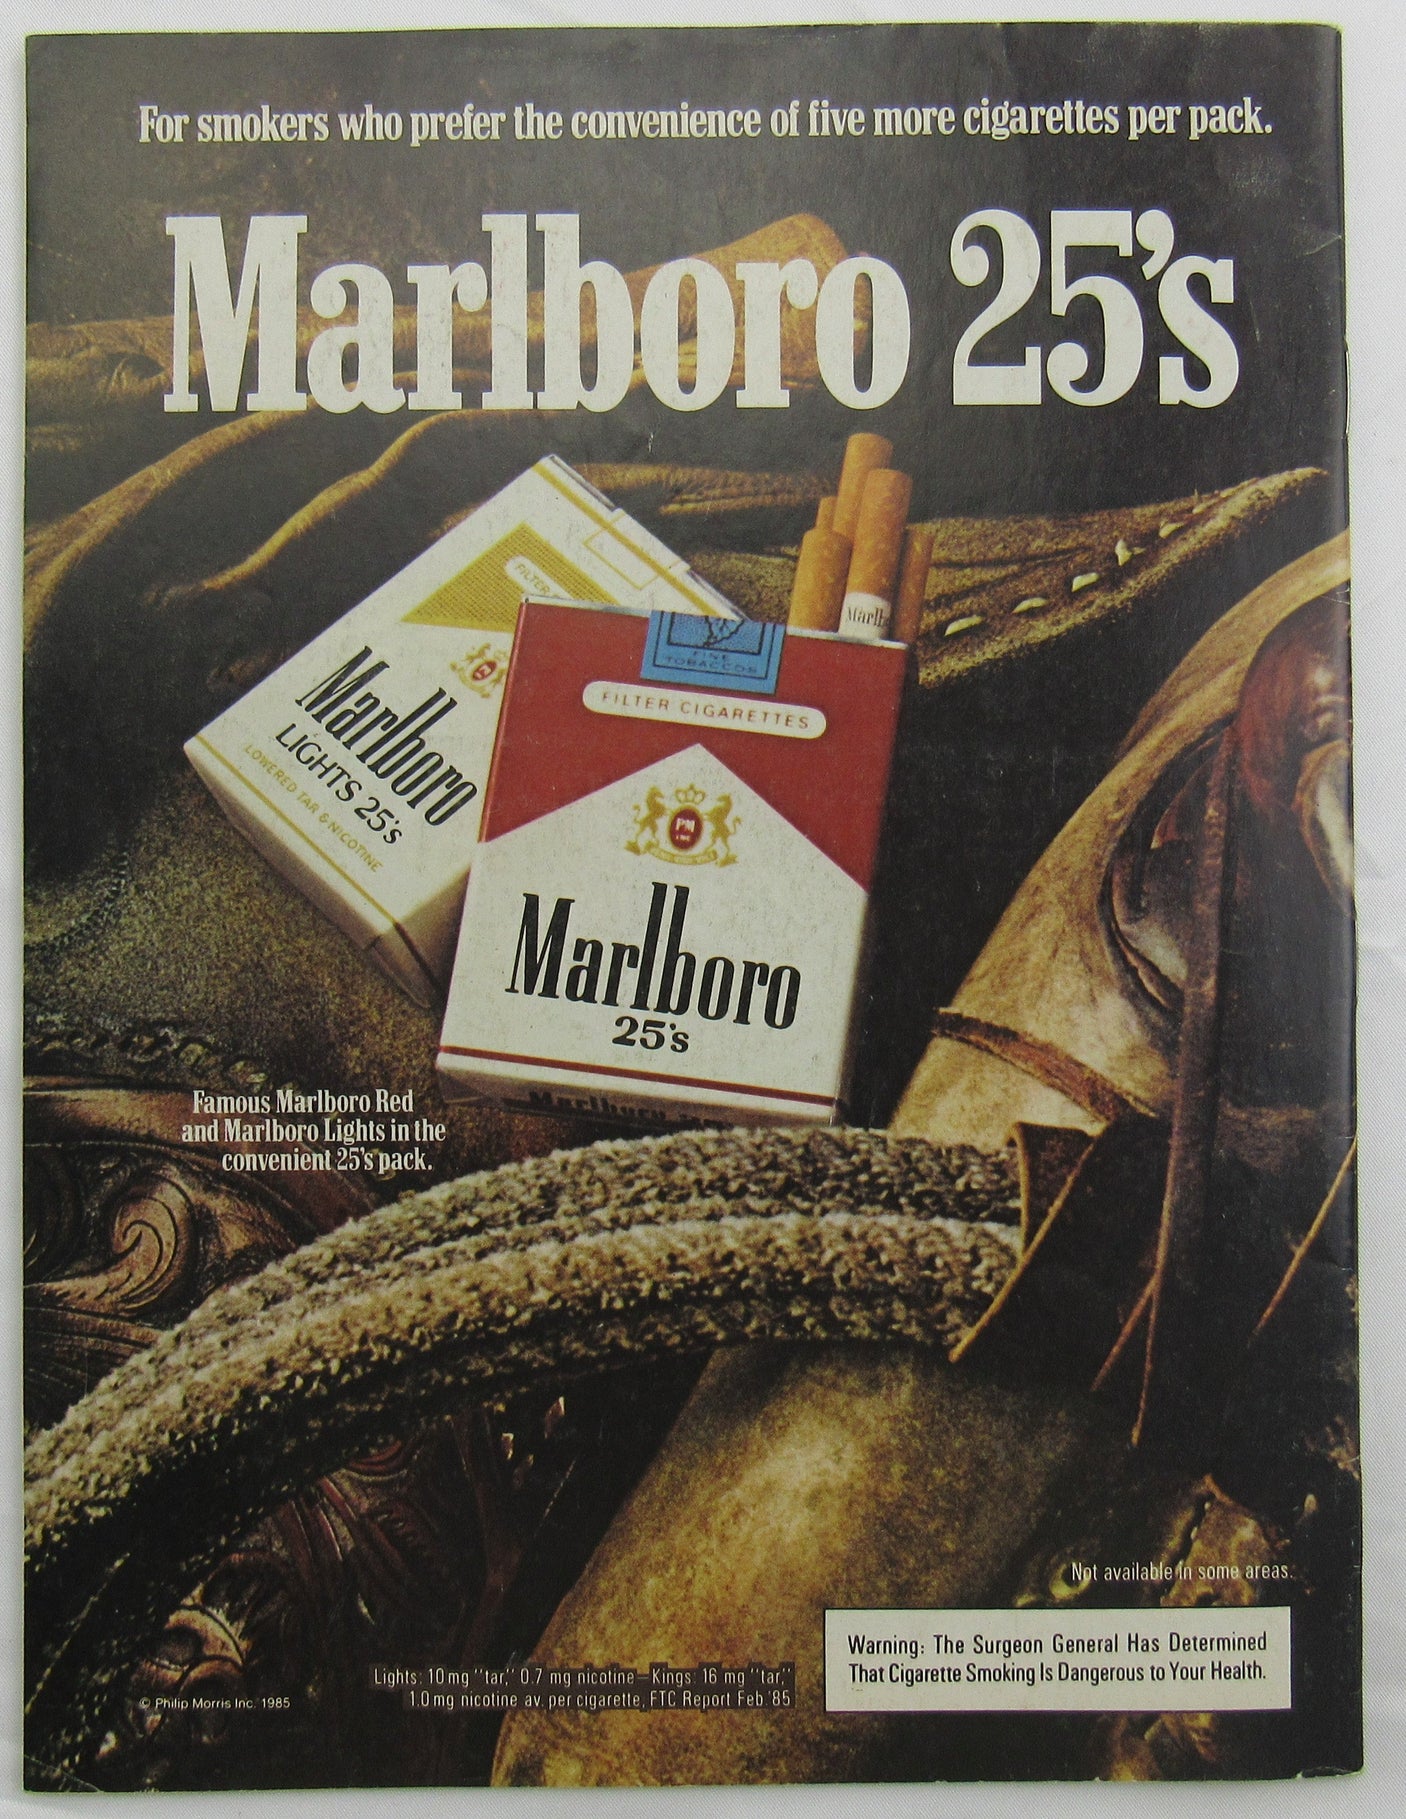 For smokers who prefer the convenience of five more cigarettes per pack.
Marlboro 25's
FILTER
Marlboro
LIGHTS 25's
LOWERED TAR & NICOTINE
FINE
TOBACCOS
FILTER CIGARETTES
Marlb
PM
Marlboro
25's
Famous Marlboro Red
and Marlboro Lights in the
convenient 25's pack.
Not available in some areas.
Warning: The Surgeon General Has Determined
That Cigarette Smoking Is Dangerous to Your Health.
Lights: 10 mg "tar," 0.7 mg nicotine—Kings: 16 mg "tar,"
1.0 mg nicotine av. per cigarette, FTC Report Feb.'85
© Philip Morris Inc. 1985